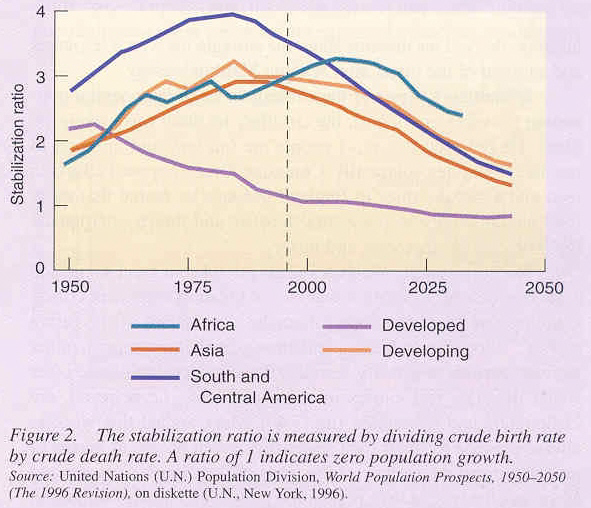 4
3
2
1
0
Stabilization ratio
1950
1975
2000
2025
2050
Africa
Asia
South and
Central America
Developed
Developing
Figure 2. The stabilization ratio is measured by dividing crude birth rate
by crude death rate. A ratio of 1 indicates zero population growth.
Source: United Nations (U.N.) Population Division, World Population Prospects, 1950–2050
(The 1996 Revision), on diskette (U.N., New York, 1996).